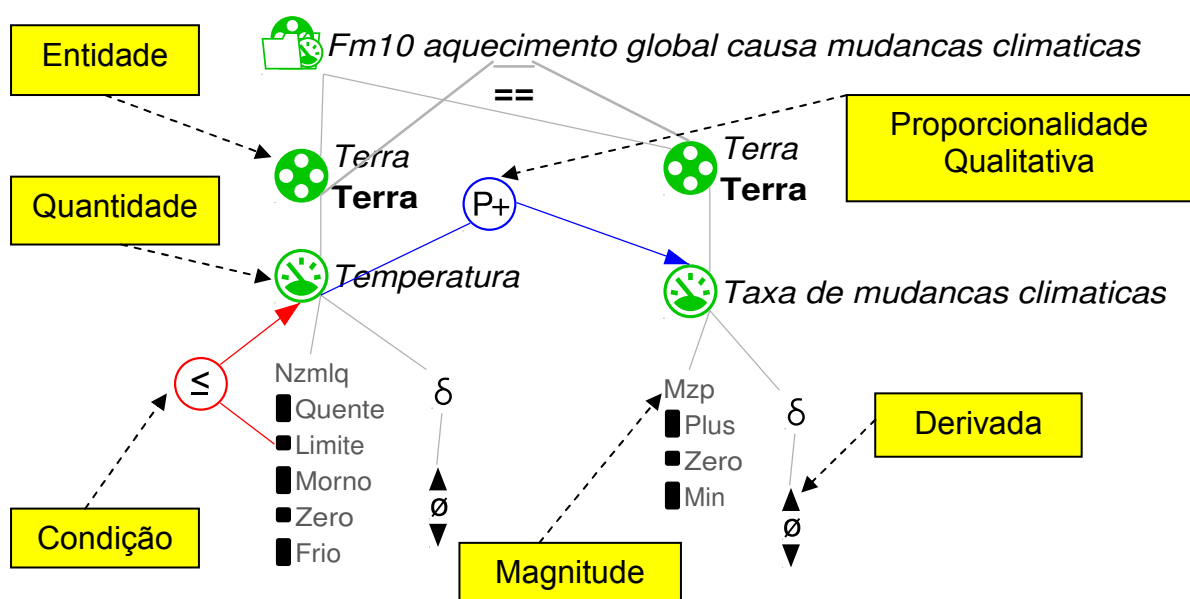 Entidade
Fm10 aquecimento global causa mudancas climaticas
==
Proporcionalidade
Qualitativa
Terra
Terra
Terra
Terra
Quantidade
P+
Temperatura
Taxa de mudancas climaticas
≤
Nzmlq
Quente
Limite
Morno
Zero
Frio
δ
ø
Mzp
Plus
Zero
Min
δ
ø
Derivada
Condição
Magnitude